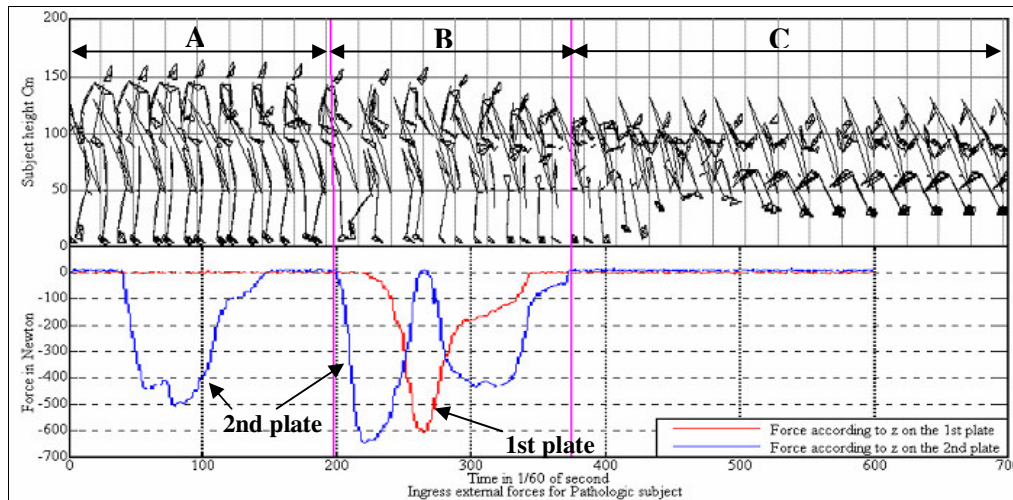 200
A
B
C
150
100
50
0
Subject height Cm
0
-100
-200
-300
-400
-500
-600
-700
Force in Newton
2nd plate
1st plate
Force according to z on the 1st plate
Force according to z on the 2nd plate
0
100
200
300
400
500
600
700
Time in 1/60 of second
Ingress external forces for Pathologic subject